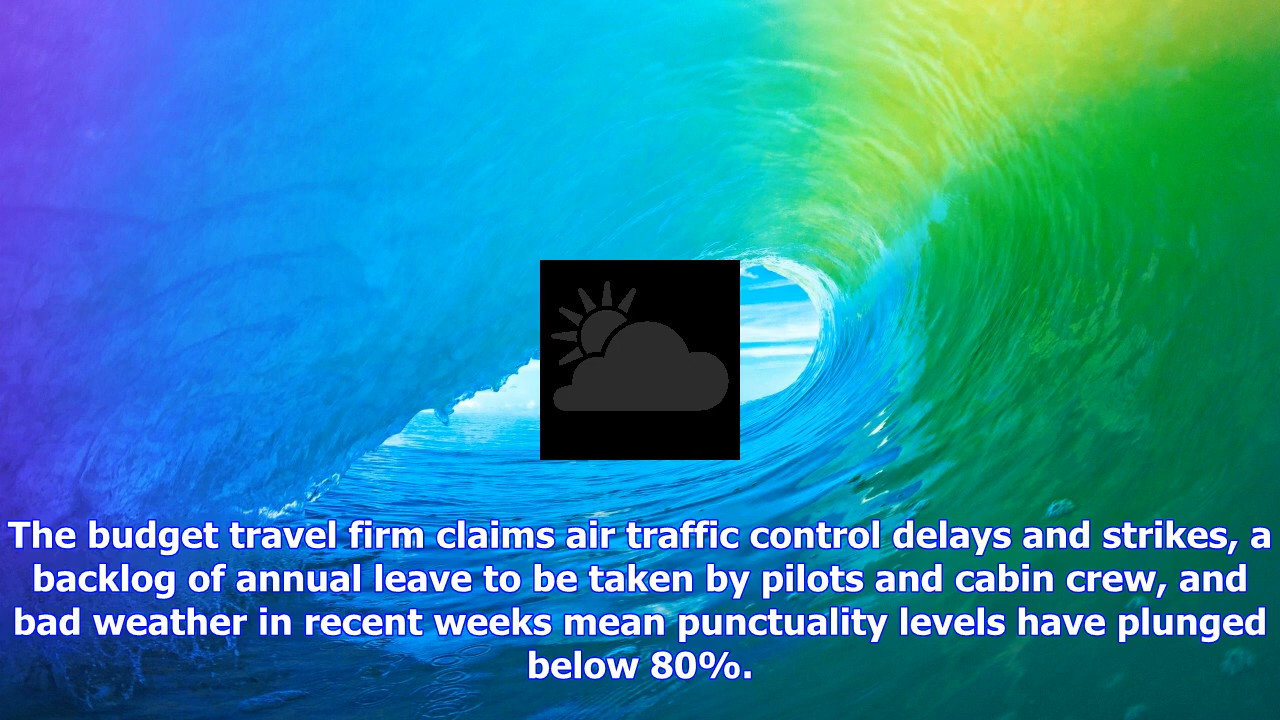 The budget travel firm claims air traffic control delays and strikes, a
backlog of annual leave to be taken by pilots and cabin crew, and
bad weather in recent weeks mean punctuality levels have plunged
below 80%.